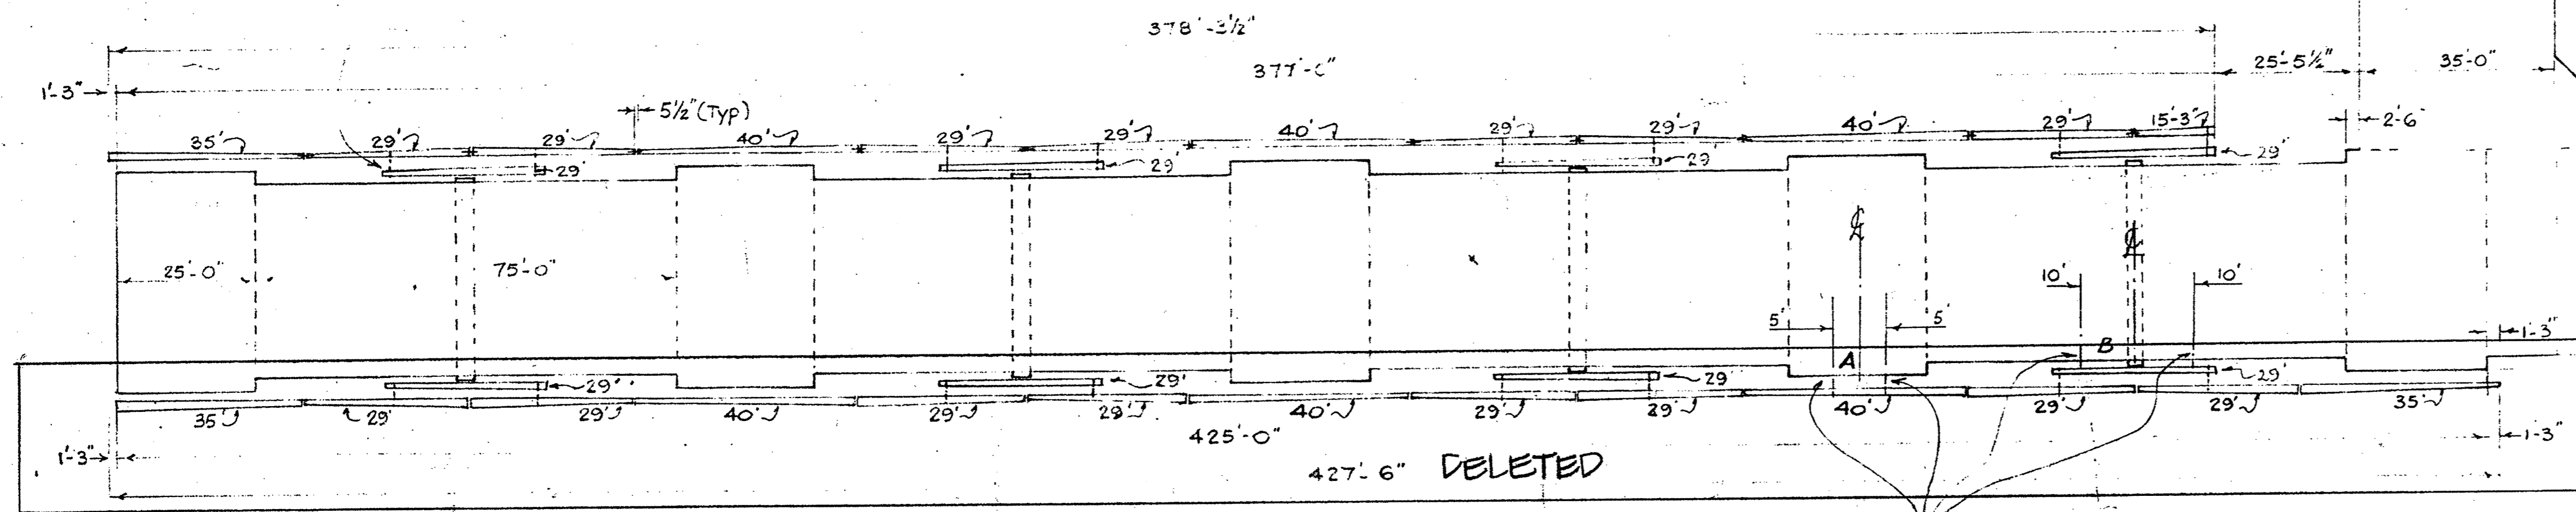 378'-3½"
377'-0"
25'-5½"
35'-0"
1'-3"
5½" (Typ)
2'-6"
35' 29' 29' 40' 29' 29' 40' 29' 29' 40' 29' 15'-3"
29' 29' 29' 29'
25'-0"
75'-0"
℄
℄
10' 10'
5' 5'
1'-3"
A B
29' 29' 29' 29'
35' 29' 29' 40' 29' 29' 40' 29' 29' 40' 29' 29' 35'
425'-0"
1'-3" 1'-3"
427'-6" DELETED